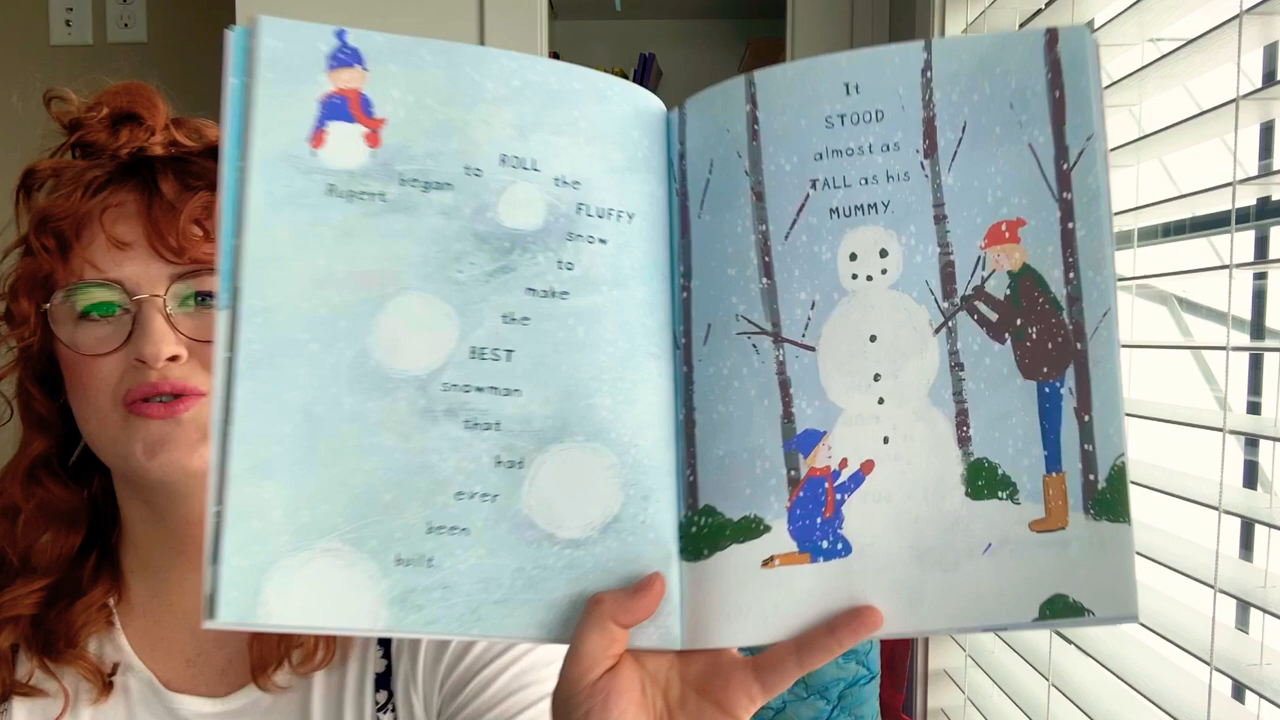 Rupert began to ROLL the
FLUFFY
snow
to
make
the
BEST
snowman
that
had
ever
been
built
It
STOOD
almost as
TALL as his
MUMMY.